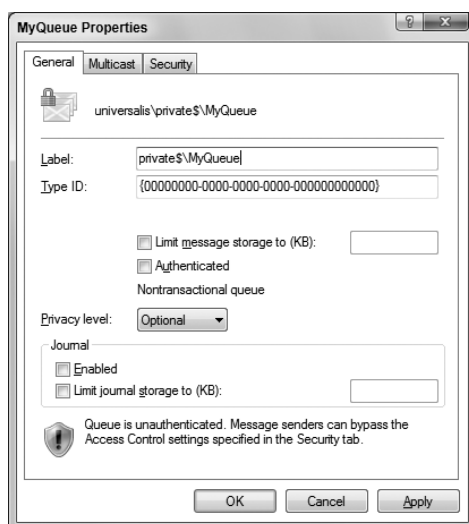 MyQueue Properties
General Multicast Security
universalis\private$\MyQueue
Label: private$\MyQueue
Type ID: {00000000-0000-0000-0000-000000000000}
Limit message storage to (KB):
Authenticated
Nontransactional queue
Privacy level: Optional
Journal
Enabled
Limit journal storage to (KB):
Queue is unauthenticated. Message senders can bypass the
Access Control settings specified in the Security tab.
OK Cancel Apply